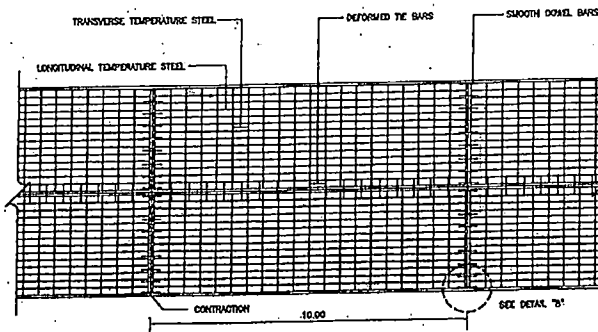 TRANSVERSE TEMPERATURE STEEL
DEFORMED TIE BARS
SMOOTH DOWEL BARS
LONGITUDINAL TEMPERATURE STEEL
CONTRACTION
10.00
SEE DETAIL "B"